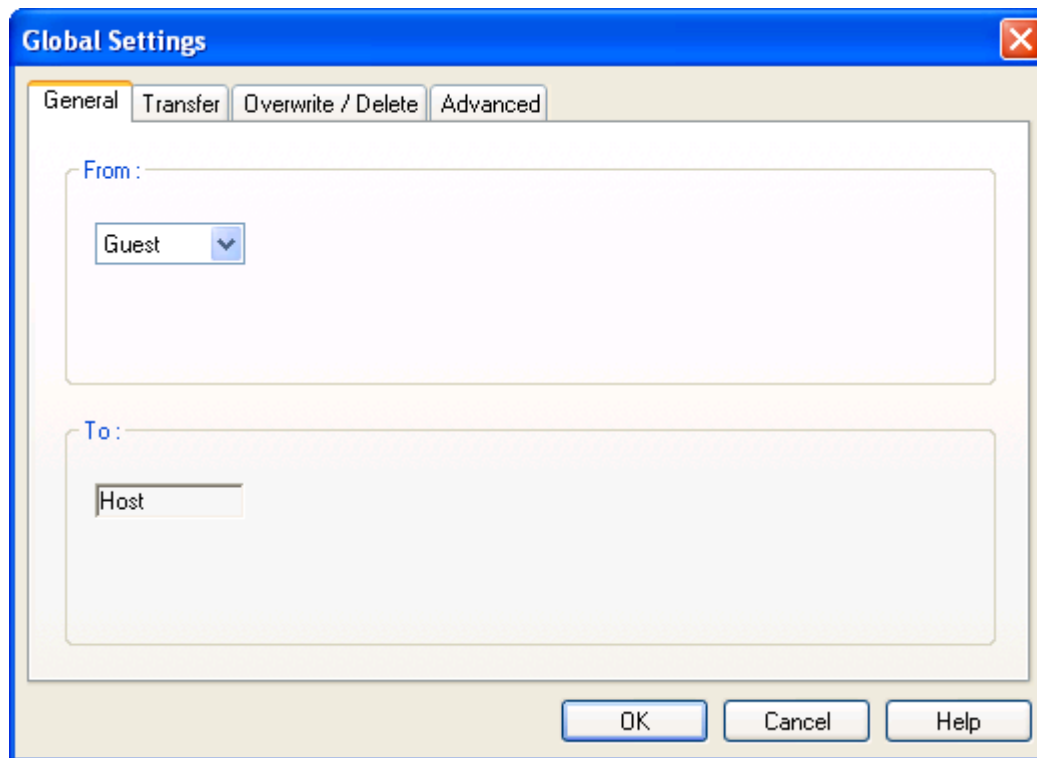 Global Settings
General Transfer Overwrite / Delete Advanced
From :
Guest
To :
Host
OK Cancel Help